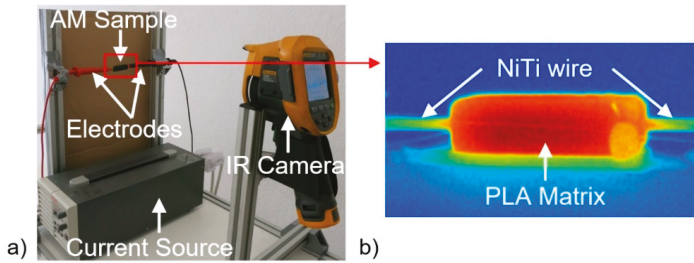 AM Sample
Electrodes
IR Camera
Current Source
a)
NiTi wire
PLA Matrix
b)